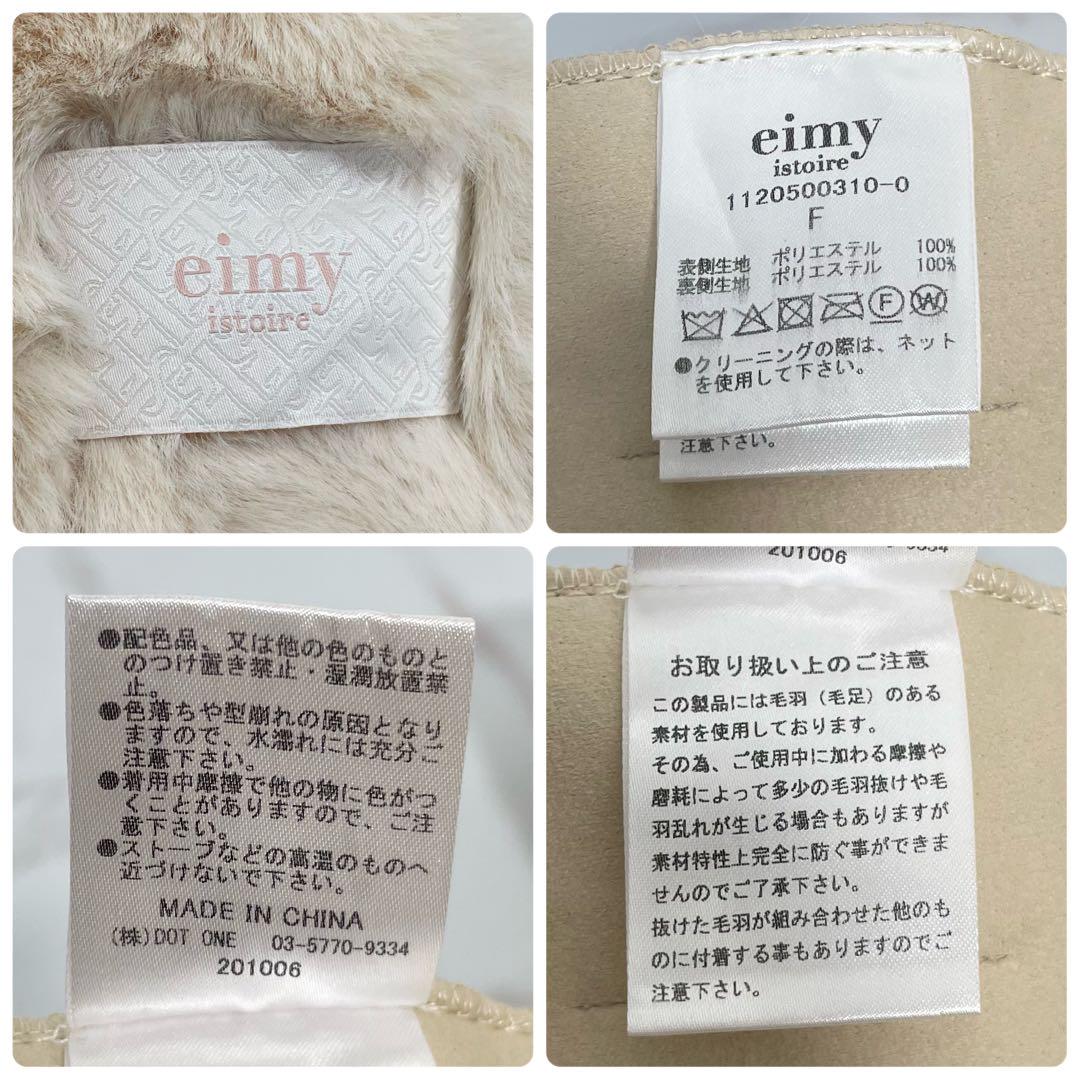 eimy
istoire
eimy
istoire
1120500310-0
F
表側生地 ポリエステル 100%
裏側生地 ポリエステル 100%
F W
●クリーニングの際は、ネット
を使用して下さい。
注意下さい。
●配色品、又は他の色のものと
のつけ置き禁止・湿潤放置禁
止。
●色落ちや型崩れの原因となり
ますので、水濡れには充分ご
注意下さい。
●着用中摩擦で他の物に色がつ
くことがありますので、ご注
意下さい。
●ストーブなどの高温のものへ
近づけないで下さい。
MADE IN CHINA
(株)DOT ONE 03-5770-9334
201006
-9334
201006
お取り扱い上のご注意
この製品には毛羽（毛足）のある
素材を使用しております。
その為、ご使用中に加わる摩擦や
磨耗によって多少の毛羽抜けや毛
羽乱れが生じる場合もありますが
素材特性上完全に防ぐ事ができま
せんのでご了承下さい。
抜けた毛羽が組み合わせた他のも
のに付着する事もありますのでご
注意下さい。